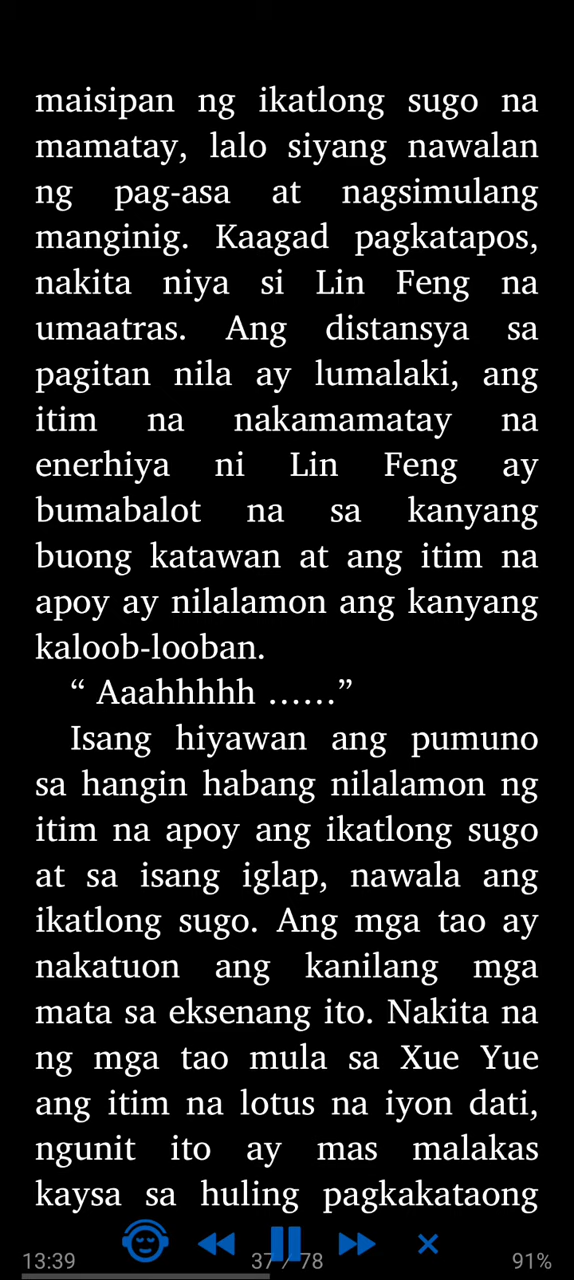 maisipan ng ikatlong sugo na
mamatay, lalo siyang nawalan
ng pag-asa at nagsimulang
manginig. Kaagad pagkatapos,
nakita niya si Lin Feng na
umaatras. Ang distansya sa
pagitan nila ay lumalaki, ang
itim na nakamamatay na
enerhiya ni Lin Feng ay
bumabalot na sa kanyang
buong katawan at ang itim na
apoy ay nilalamon ang kanyang
kaloob-looban.
“ Aaahhhhh ......”
Isang hiyawan ang pumuno
sa hangin habang nilalamon ng
itim na apoy ang ikatlong sugo
at sa isang iglap, nawala ang
ikatlong sugo. Ang mga tao ay
nakatuon ang kanilang mga
mata sa eksenang ito. Nakita na
ng mga tao mula sa Xue Yue
ang itim na lotus na iyon dati,
ngunit ito ay mas malakas
kaysa sa huling pagkakataong
13:39 37 / 78 91%